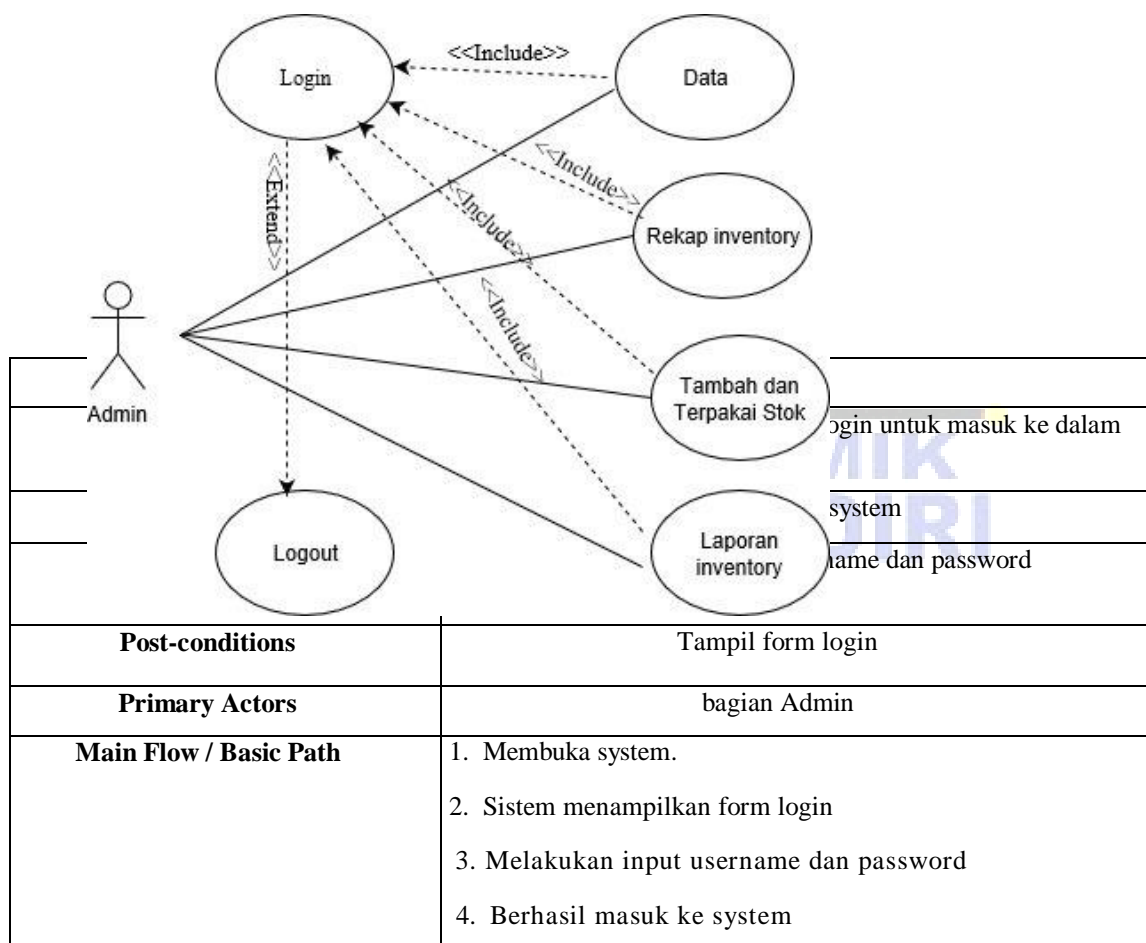 <<Include>>
Login
Data
<<Include>>
<<Extend>>
<<Include>>
Rekap inventory
<<Include>>
Admin
Tambah dan
Terpakai Stok
untuk masuk ke dalam
system
Logout
Laporan
inventory
dan password
Post-conditions
Tampil form login
Primary Actors
bagian Admin
Main Flow / Basic Path
1. Membuka system.
2. Sistem menampilkan form login
3. Melakukan input username dan password
4. Berhasil masuk ke system